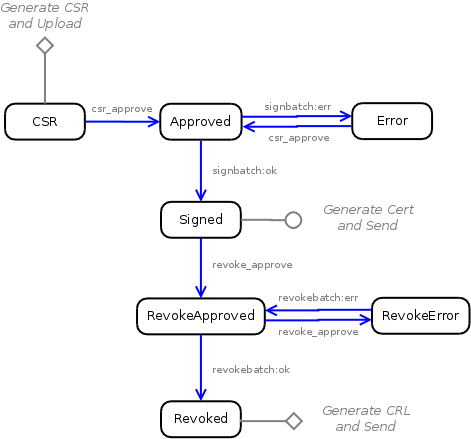 Generate CSR
and Upload
csr_approve
CSR
Approved
signbatch:err
csr_approve
Error
signbatch:ok
Signed
Generate Cert
and Send
revoke_approve
RevokeApproved
revokebatch:err
revoke_approve
RevokeError
revokebatch:ok
Revoked
Generate CRL
and Send